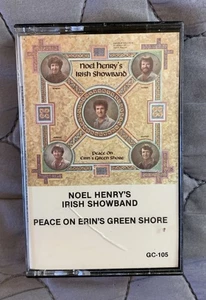 Noel Henry's
Irish Showband
Peace On
Erin's Green Shore
NOEL HENRY'S
IRISH SHOWBAND
PEACE ON ERIN'S GREEN SHORE
GC-105